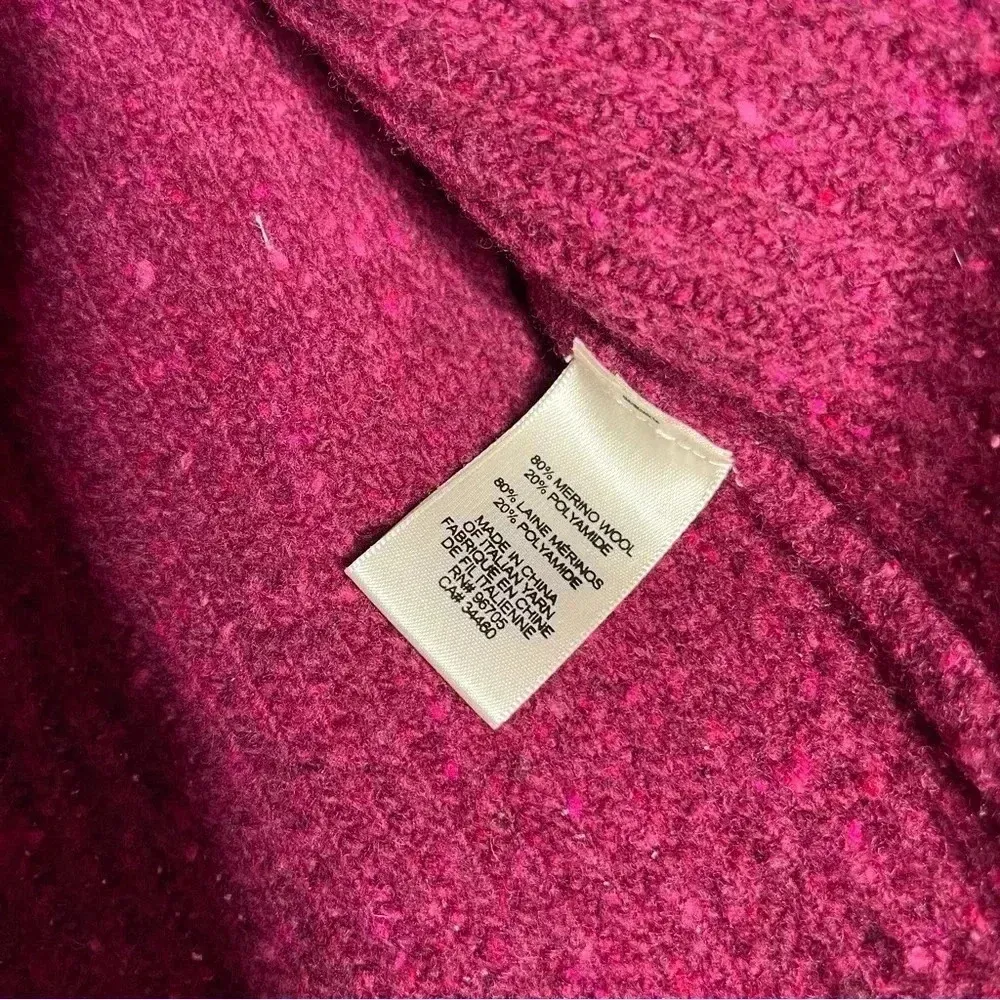 80% MERINO WOOL
20% POLYAMIDE
80% LAINE MÉRINOS
20% POLYAMIDE
MADE IN CHINA
OF ITALIAN YARN
FABRIQUE EN CHINE
DE FIL ITALIENNE
RN# 96705
CA# 34460